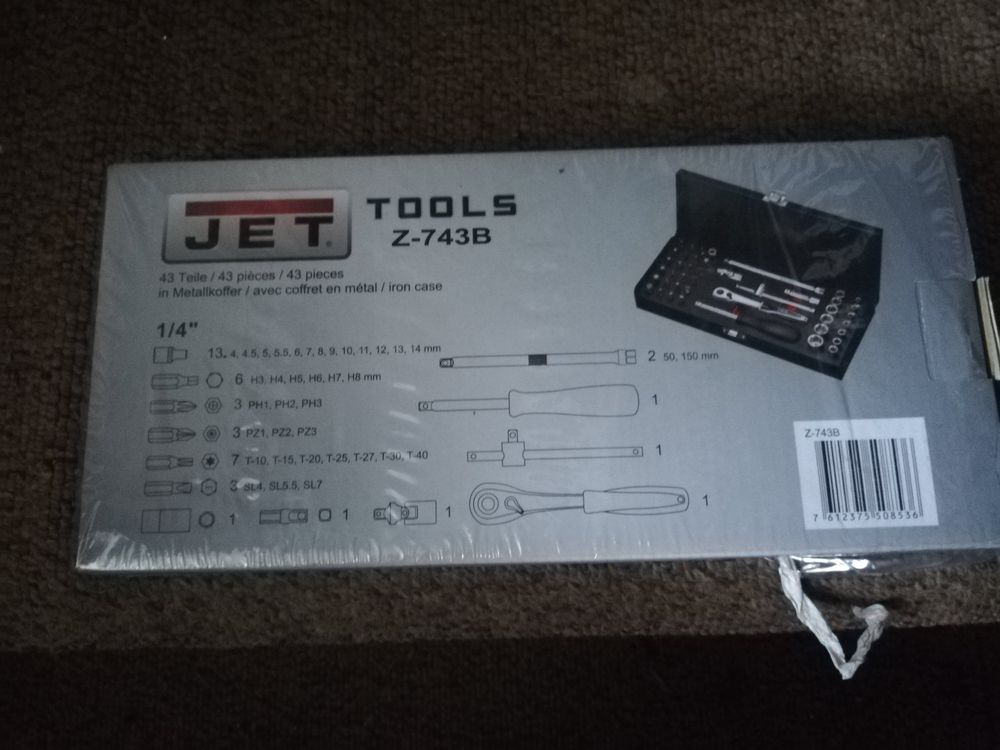 JET®
TOOLS
Z-743B
43 Teile / 43 pièces / 43 pieces
in Metallkoffer / avec coffret en métal / iron case
1/4"
13. 4, 4.5, 5, 5.5, 6, 7, 8, 9, 10, 11, 12, 13, 14 mm
6 H3, H4, H5, H6, H7, H8 mm
3 PH1, PH2, PH3
3 PZ1, PZ2, PZ3
7 T-10, T-15, T-20, T-25, T-27, T-30, T-40
3 SL4, SL5.5, SL7
1
1
1
2 50, 150 mm
1
1
1
Z-743B
7 612375 508536